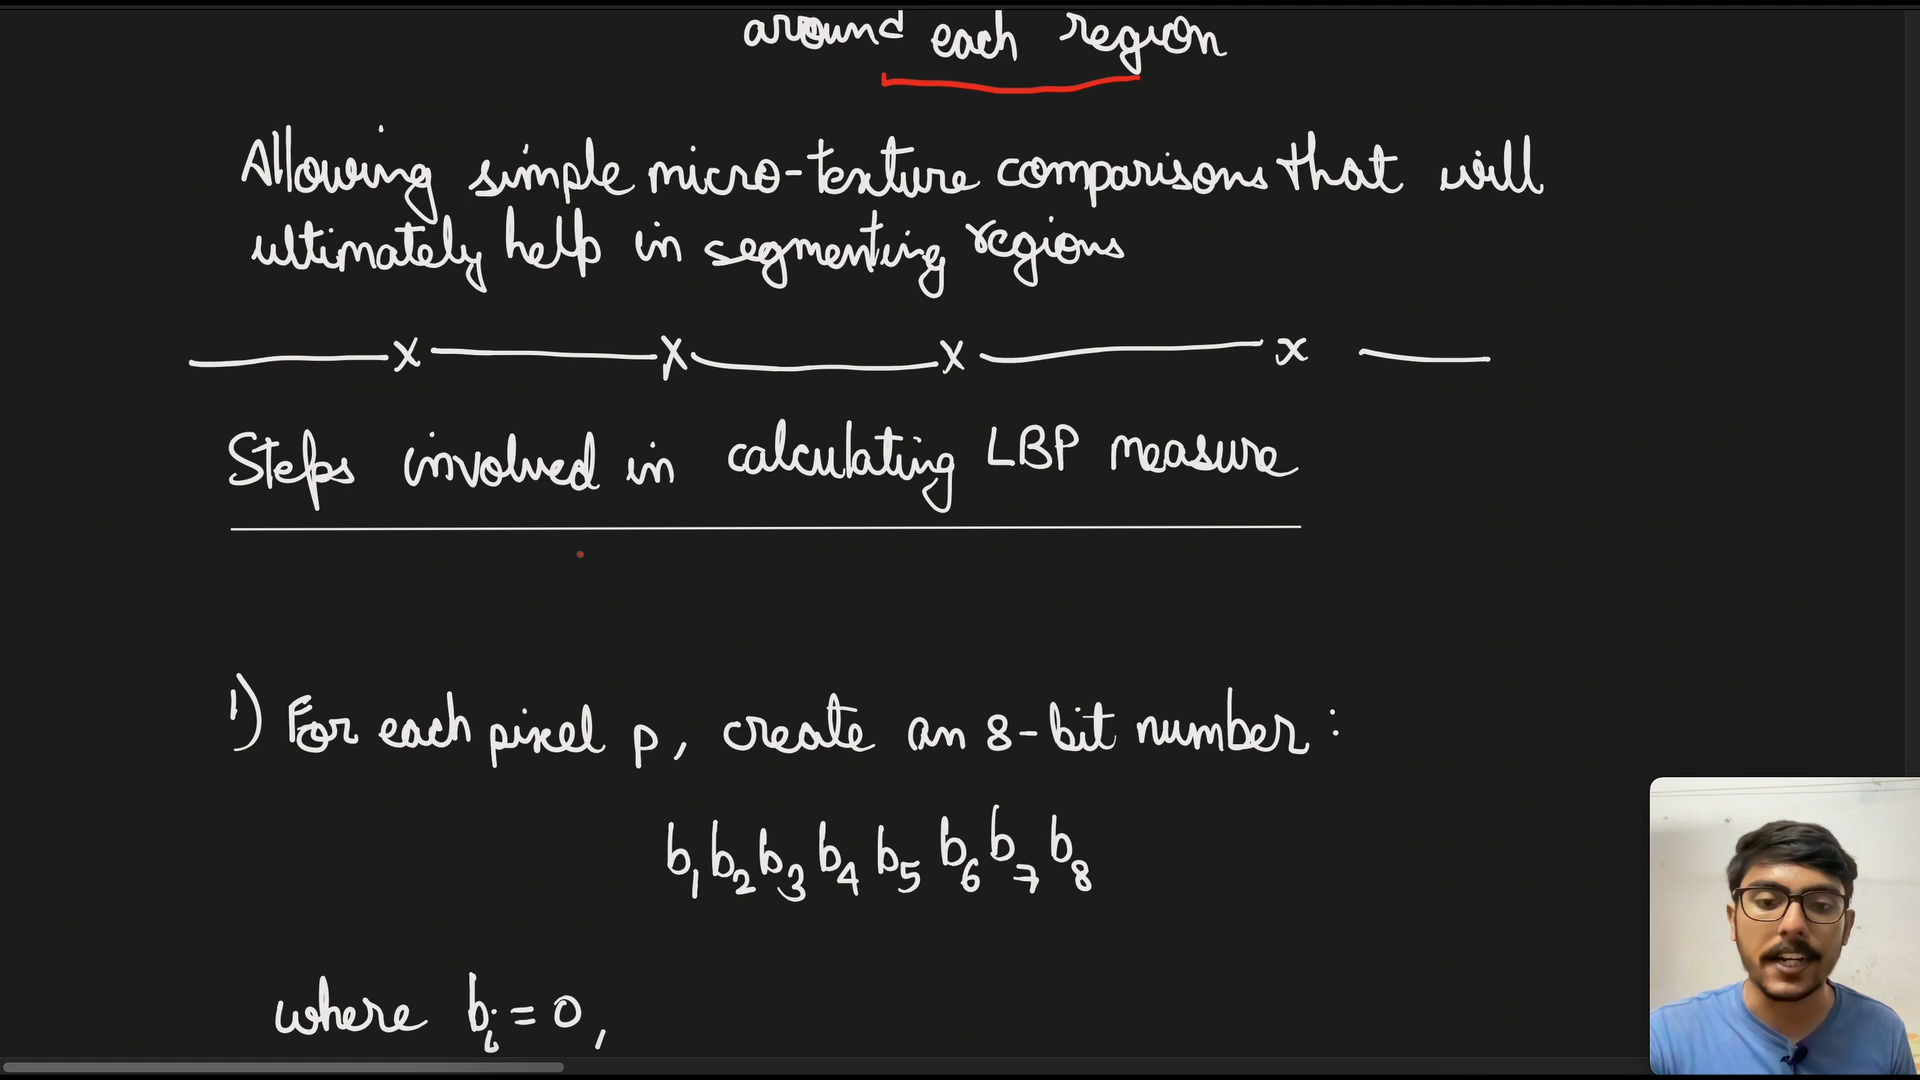 around each region
Allowing simple micro-texture comparisons that will
ultimately help in segmenting regions
x x x x
Steps involved in calculating LBP measure
1) For each pixel p, create an 8-bit number :
b₁ b₂ b₃ b₄ b₅ b₆ b₇ b₈
where bᵢ = 0,